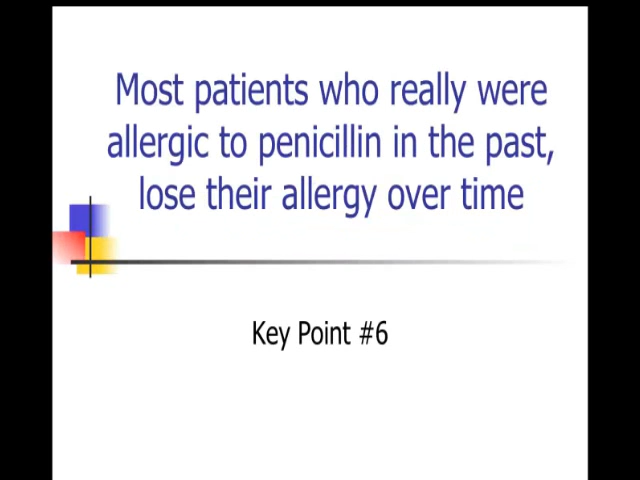 Most patients who really were
allergic to penicillin in the past,
lose their allergy over time
Key Point #6